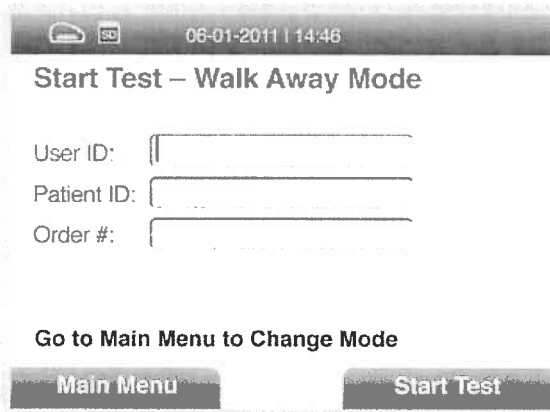 SD 06-01-2011 | 14:46
Start Test – Walk Away Mode
User ID:
Patient ID:
Order #:
Go to Main Menu to Change Mode
Main Menu Start Test